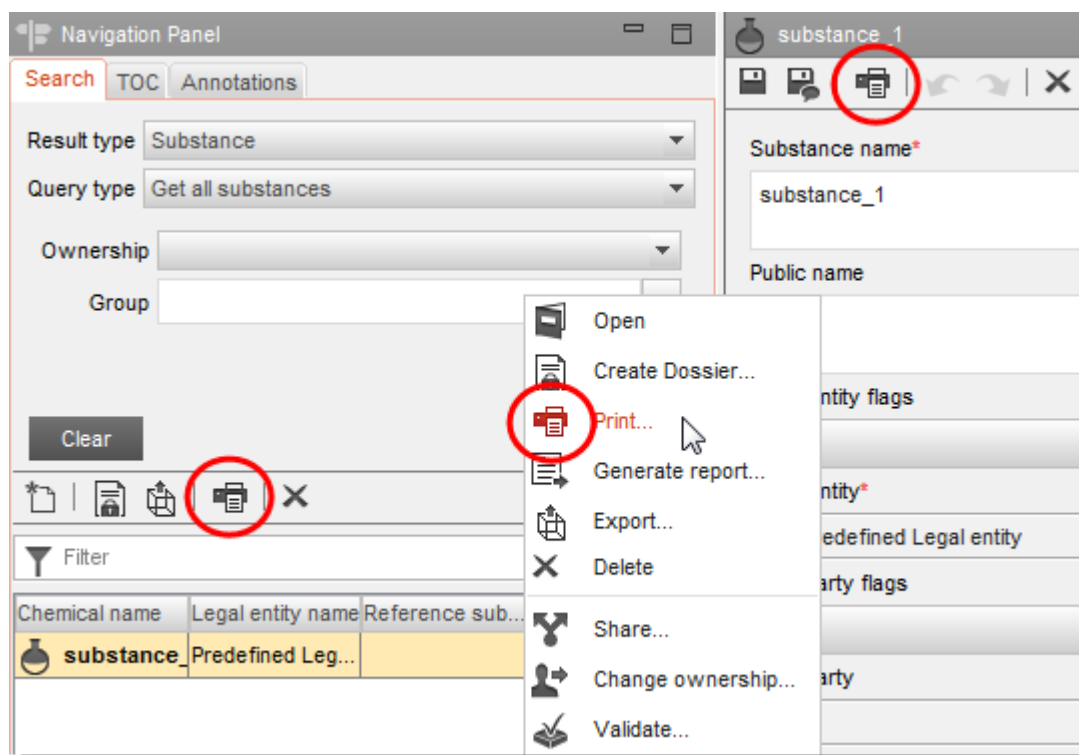 Navigation Panel
Search TOC Annotations
Result type Substance
Query type Get all substances
Ownership
Group
Clear
Filter
Chemical name Legal entity name Reference sub...
substance_ Predefined Leg...
Open
Create Dossier...
Print...
Generate report...
Export...
Delete
Share...
Change ownership...
Validate...
substance_1
Substance name*
substance_1
Public name
ntity flags
ntity*
edefined Legal entity
arty flags
arty